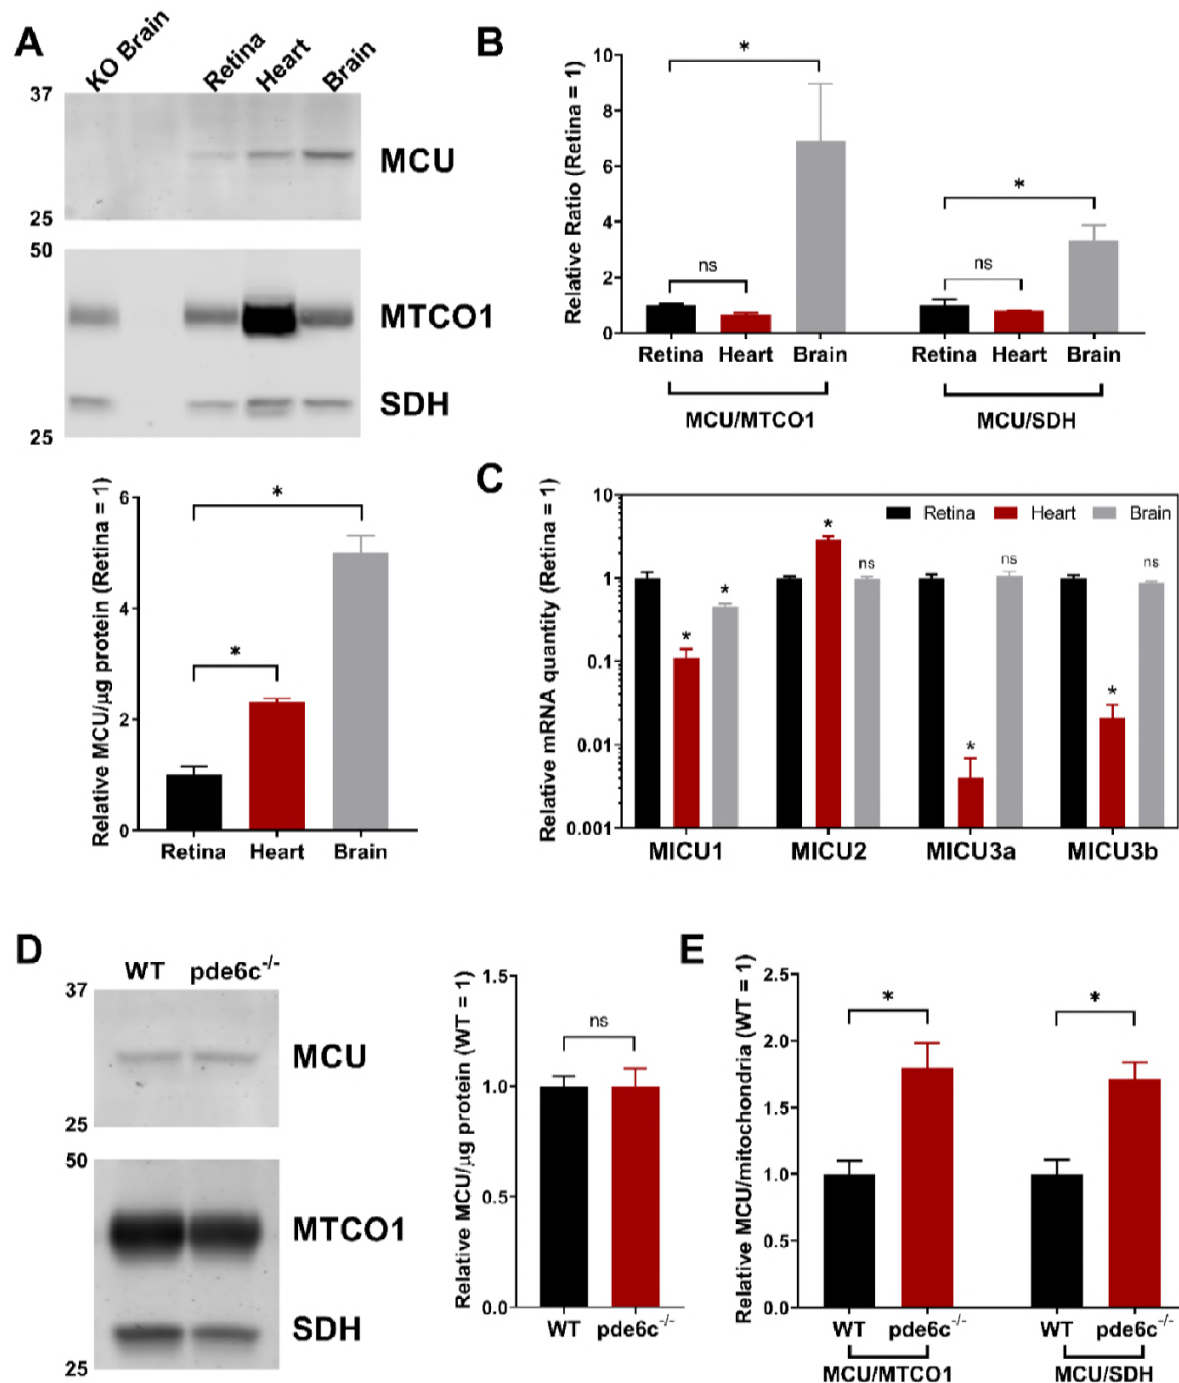 A
KO Brain
Retina
Heart
Brain
37
MCU
25
50
MTCO1
SDH
25
Relative MCU/μg protein (Retina = 1)
6
4
2
0
*
*
Retina Heart Brain
B
Relative Ratio (Retina = 1)
10
8
6
4
2
0
*
ns
*
ns
Retina Heart Brain Retina Heart Brain
MCU/MTCO1 MCU/SDH
C
Relative mRNA quantity (Retina = 1)
10
1
0.1
0.01
0.001
Retina Heart Brain
* * * ns * ns * ns
MICU1 MICU2 MICU3a MICU3b
D
WT pde6c-/-
37
MCU
25
50
MTCO1
SDH
25
Relative MCU/μg protein (WT = 1)
1.5
1.0
0.5
0.0
ns
WT pde6c-/-
E
Relative MCU/mitochondria (WT = 1)
2.5
2.0
1.5
1.0
0.5
0.0
* *
WT pde6c-/- WT pde6c-/-
MCU/MTCO1 MCU/SDH